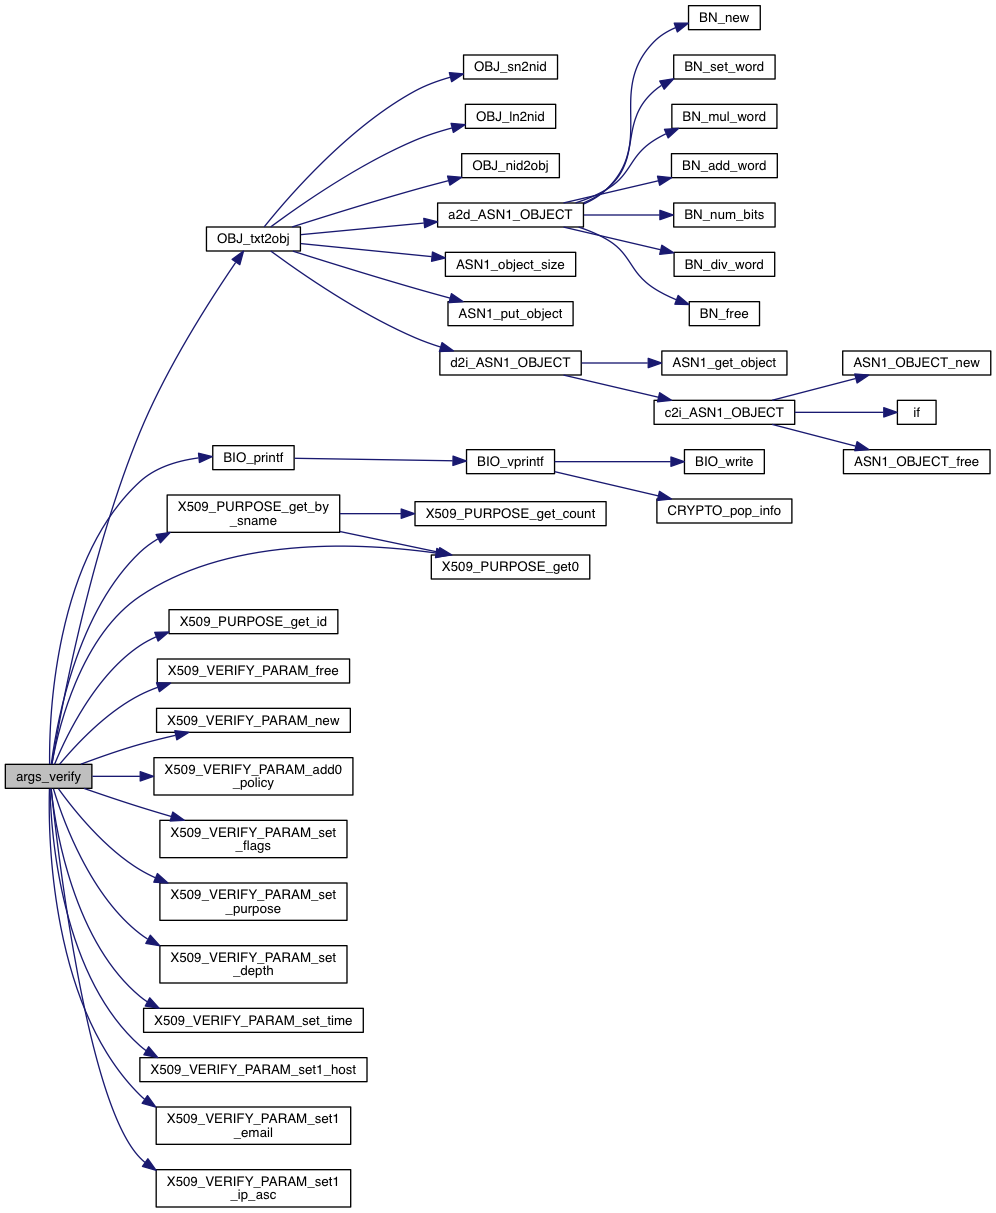 BN_new
OBJ_sn2nid
BN_set_word
OBJ_ln2nid
BN_mul_word
OBJ_nid2obj
BN_add_word
a2d_ASN1_OBJECT
BN_num_bits
OBJ_txt2obj
ASN1_object_size
BN_div_word
ASN1_put_object
BN_free
d2i_ASN1_OBJECT
ASN1_get_object
ASN1_OBJECT_new
c2i_ASN1_OBJECT
if
BIO_printf
BIO_vprintf
BIO_write
ASN1_OBJECT_free
X509_PURPOSE_get_by
_sname
X509_PURPOSE_get_count
CRYPTO_pop_info
X509_PURPOSE_get0
X509_PURPOSE_get_id
X509_VERIFY_PARAM_free
X509_VERIFY_PARAM_new
args_verify
X509_VERIFY_PARAM_add0
_policy
X509_VERIFY_PARAM_set
_flags
X509_VERIFY_PARAM_set
_purpose
X509_VERIFY_PARAM_set
_depth
X509_VERIFY_PARAM_set_time
X509_VERIFY_PARAM_set1_host
X509_VERIFY_PARAM_set1
_email
X509_VERIFY_PARAM_set1
_ip_asc